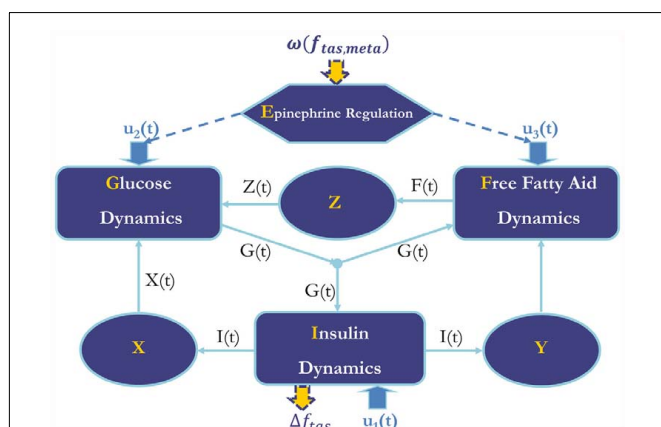 ω(f_tas,meta)
Epinephrine Regulation
u₂(t)
u₃(t)
Glucose
Dynamics
Z(t)
Z
F(t)
Free Fatty Aid
Dynamics
G(t)
G(t)
X(t)
G(t)
X
I(t)
Insulin
Dynamics
I(t)
Y
Δf_tas
u₁(t)